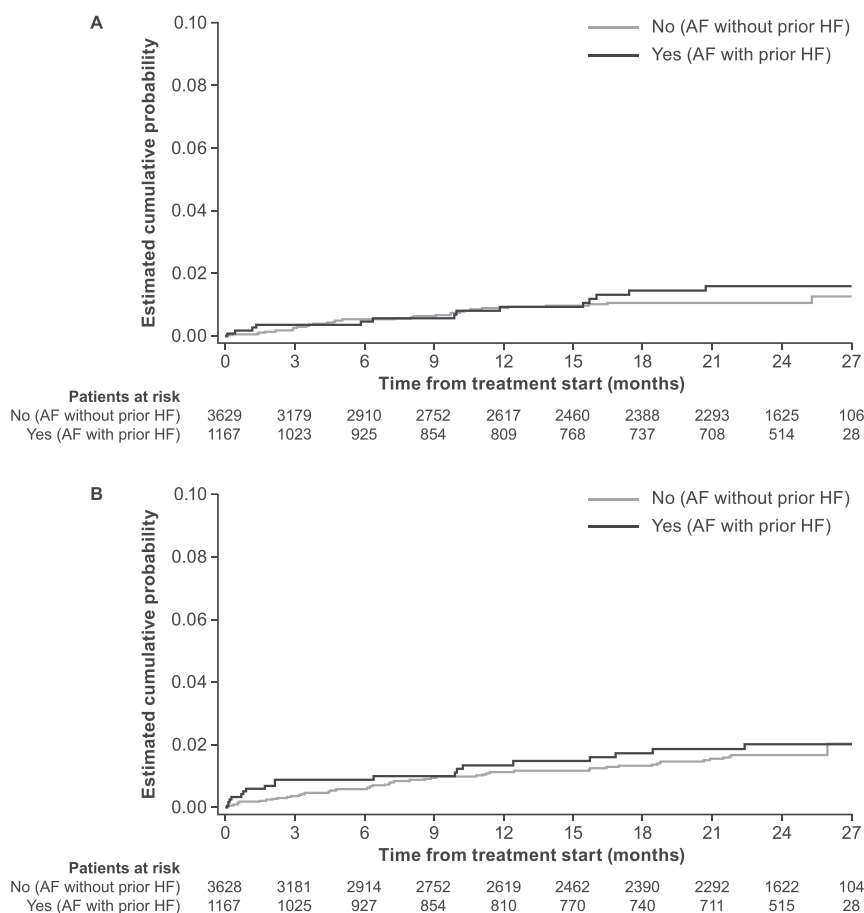 A
No (AF without prior HF)
Yes (AF with prior HF)
Estimated cumulative probability
0.10
0.08
0.06
0.04
0.02
0.00
0 3 6 9 12 15 18 21 24 27
Time from treatment start (months)
Patients at risk
No (AF without prior HF) 3629 3179 2910 2752 2617 2460 2388 2293 1625 106
Yes (AF with prior HF) 1167 1023 925 854 809 768 737 708 514 28
B
No (AF without prior HF)
Yes (AF with prior HF)
Estimated cumulative probability
0.10
0.08
0.06
0.04
0.02
0.00
0 3 6 9 12 15 18 21 24 27
Time from treatment start (months)
Patients at risk
No (AF without prior HF) 3628 3181 2914 2752 2619 2462 2390 2292 1622 104
Yes (AF with prior HF) 1167 1025 927 854 810 770 740 711 515 28